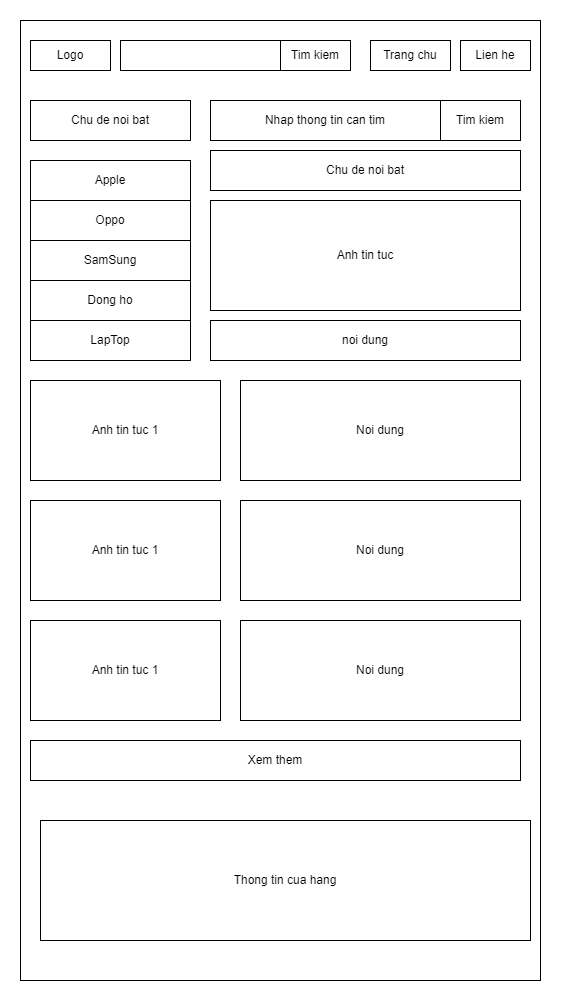 Logo
Tim kiem
Trang chu
Lien he
Chu de noi bat
Nhap thong tin can tim
Tim kiem
Apple
Oppo
SamSung
Dong ho
LapTop
Chu de noi bat
Anh tin tuc
noi dung
Anh tin tuc 1
Noi dung
Anh tin tuc 1
Noi dung
Anh tin tuc 1
Noi dung
Xem them
Thong tin cua hang